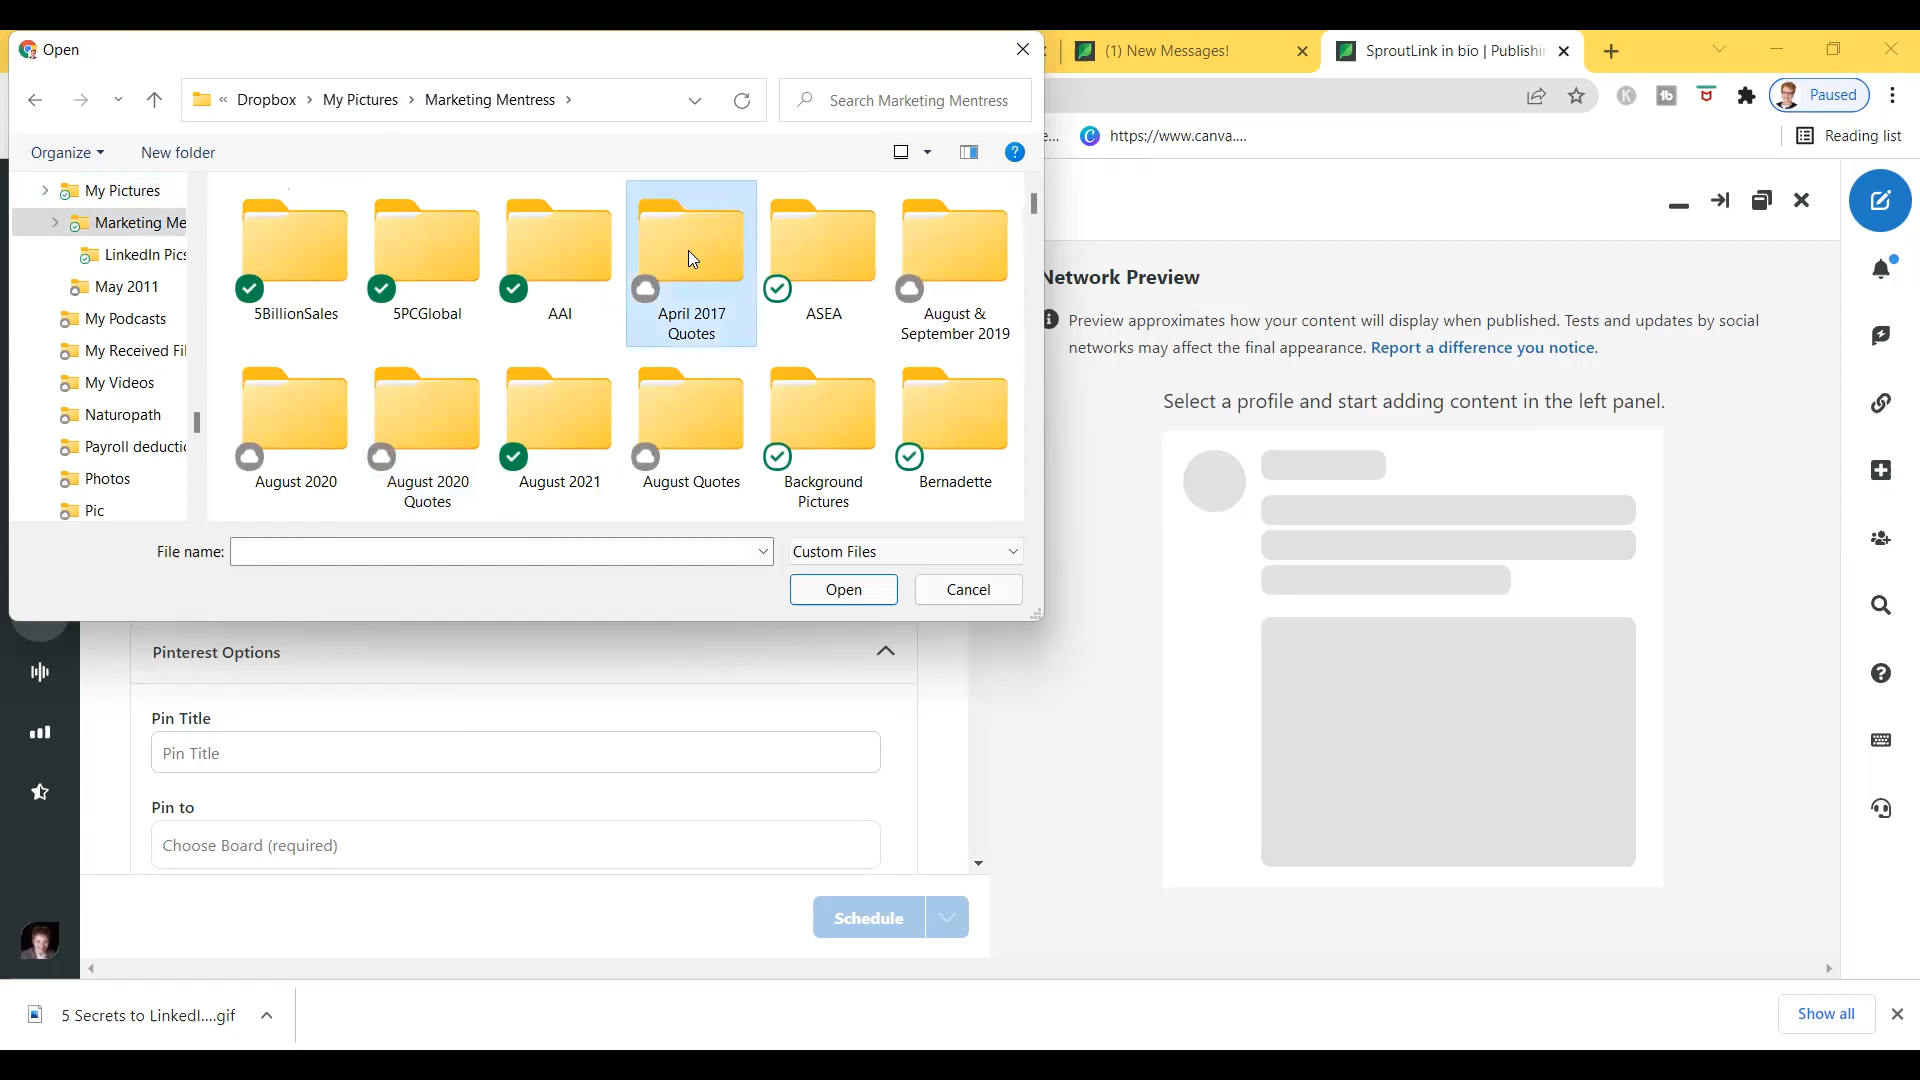 Open
(1) New Messages!
SproutLink in bio | Publishin
« Dropbox > My Pictures > Marketing Mentress >
Search Marketing Mentress
Paused
https://www.canva....
Reading list
Organize
New folder
My Pictures
Marketing Me
LinkedIn Pics
May 2011
My Podcasts
My Received Fil
My Videos
Naturopath
Payroll deductio
Photos
Pic
5BillionSales
5PCGlobal
AAI
April 2017
Quotes
ASEA
August &
September 2019
August 2020
August 2020
Quotes
August 2021
August Quotes
Background
Pictures
Bernadette
File name:
Custom Files
Open
Cancel
Network Preview
Preview approximates how your content will display when published. Tests and updates by social
networks may affect the final appearance. Report a difference you notice.
Select a profile and start adding content in the left panel.
Pinterest Options
Pin Title
Pin Title
Pin to
Choose Board (required)
Schedule
5 Secrets to LinkedI....gif
Show all